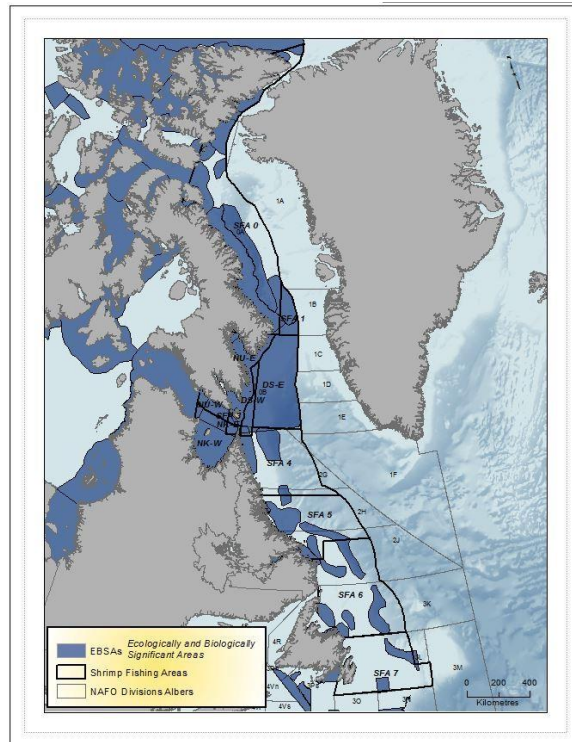 1A
SFA 0
SFA 1
1B
1C
NU-E
DS-E
0B
1D
DS-W
NU-W
1E
NK-W
SFA 4
2G
1F
SFA 5
2H
2J
SFA 6
3K
4R
3M
SFA 7
3O
4Vn
4Vs
EBSAs Ecologically and Biologically
Significant Areas
Shrimp Fishing Areas
NAFO Divisions Albers
0 200 400
Kilometres